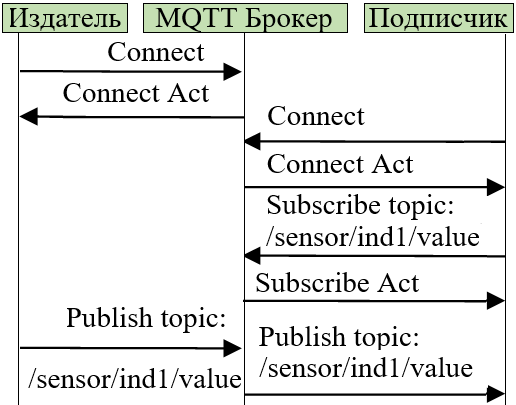 Издатель
MQTT Брокер
Подписчик
Connect
Connect Act
Connect
Connect Act
Subscribe topic:
/sensor/ind1/value
Subscribe Act
Publish topic:
/sensor/ind1/value
Publish topic:
/sensor/ind1/value